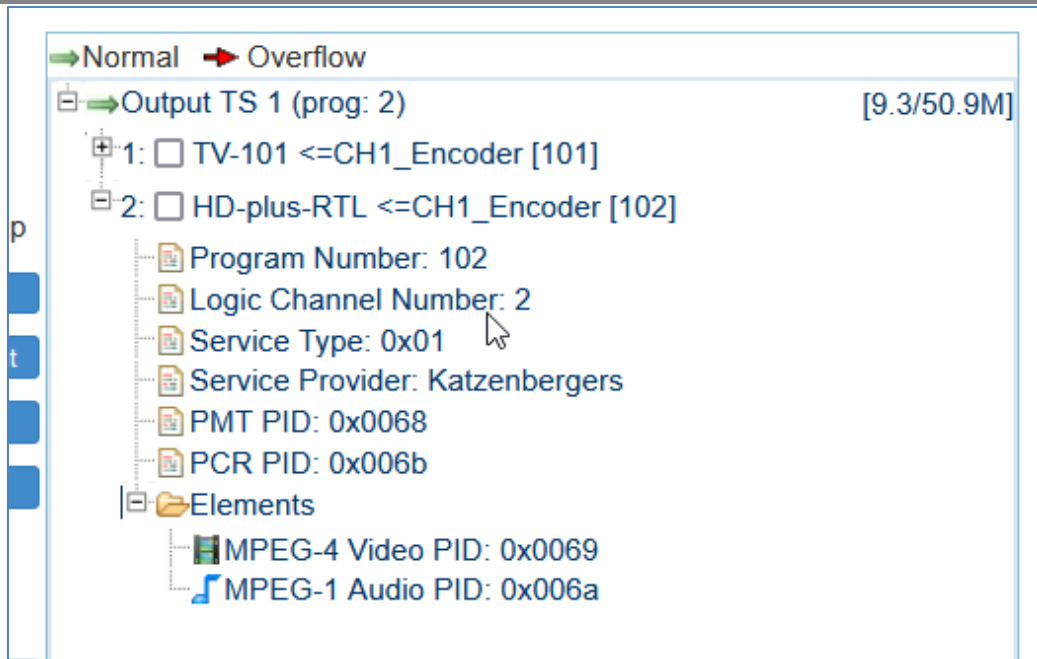 Normal Overflow
Output TS 1 (prog: 2) [9.3/50.9M]
1: TV-101 <=CH1_Encoder [101]
2: HD-plus-RTL <=CH1_Encoder [102]
p
Program Number: 102
Logic Channel Number: 2
Service Type: 0x01
t
Service Provider: Katzenbergers
PMT PID: 0x0068
PCR PID: 0x006b
Elements
MPEG-4 Video PID: 0x0069
MPEG-1 Audio PID: 0x006a